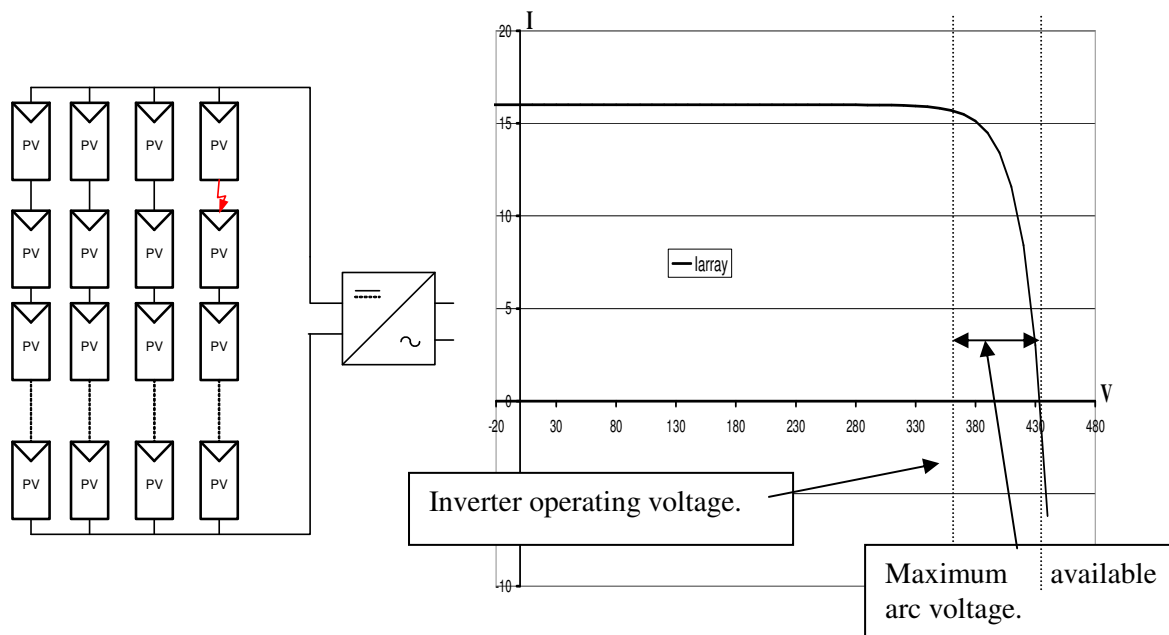 PV PV PV PV
PV PV PV PV
PV PV PV PV
PV PV PV PV
I
20
15
10
5
0
-10
-20 30 80 130 180 230 280 330 380 430 480
V
Iarray
Inverter operating voltage.
Maximum available
arc voltage.